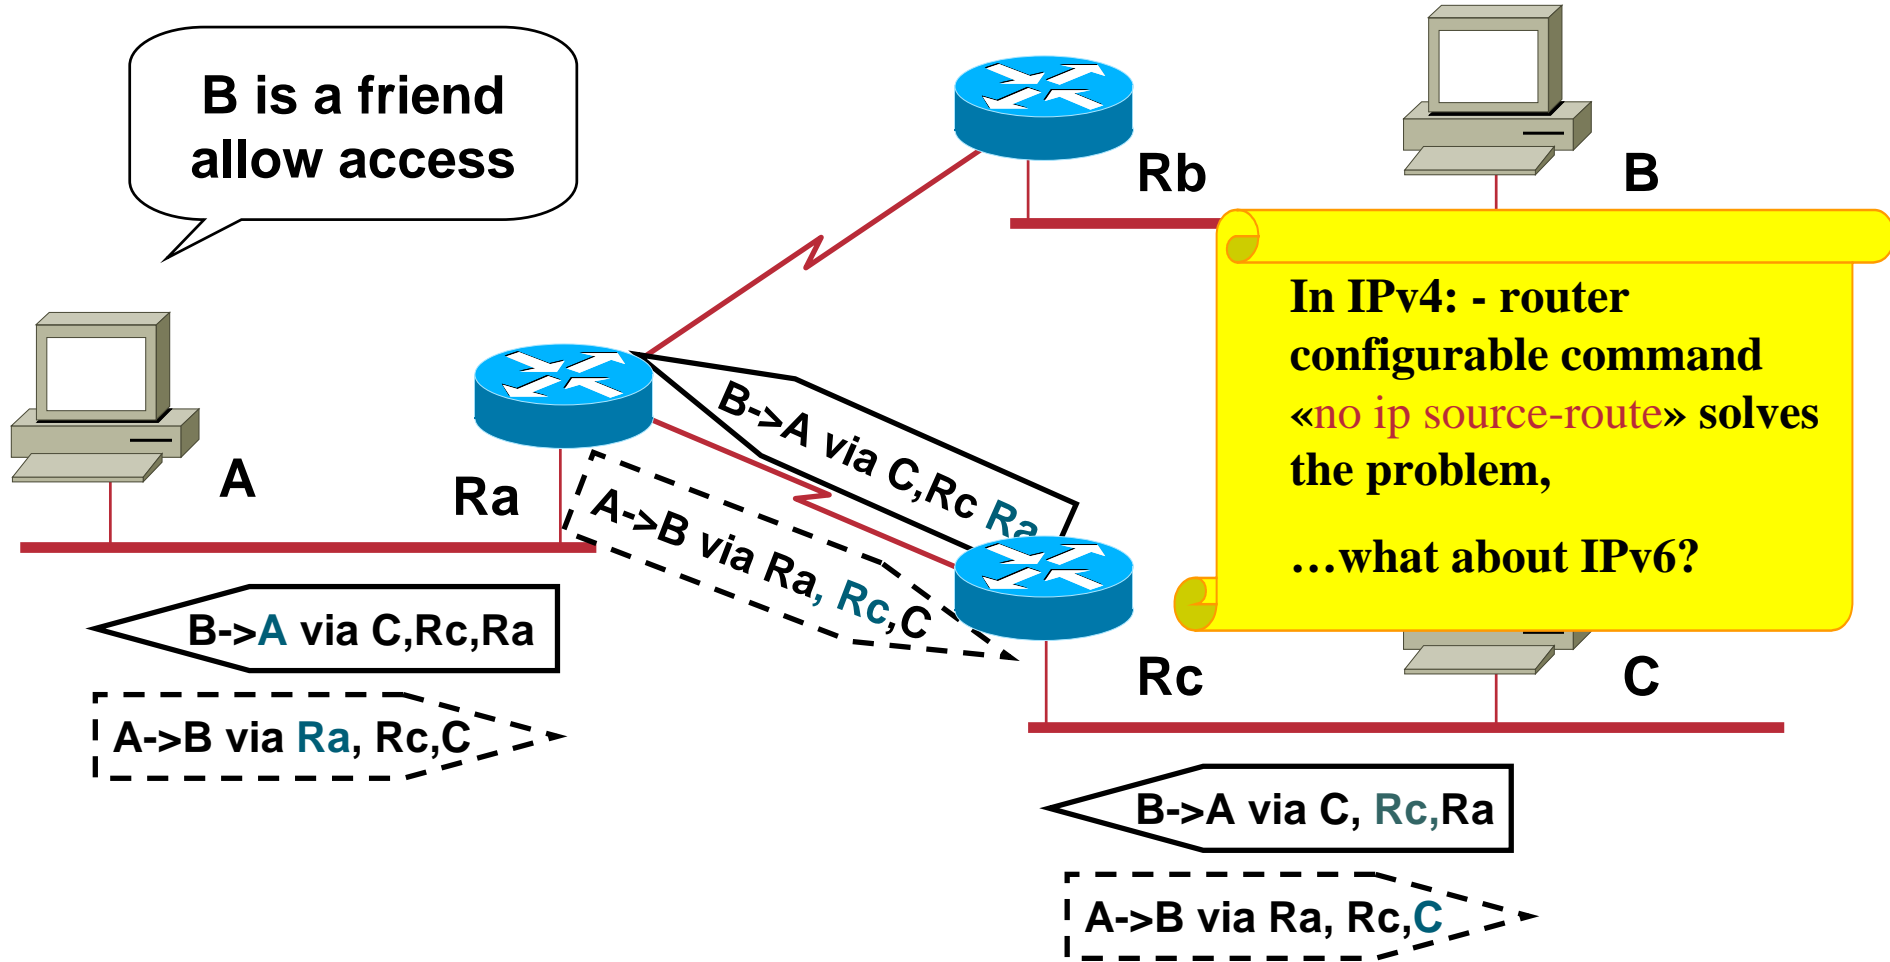 B is a friend
allow access
Rb
B
In IPv4: - router
configurable command
«no ip source-route» solves
the problem,
…what about IPv6?
A
Ra
B->A via C,Rc Ra
A->B via Ra, Rc,C
B->A via C,Rc,Ra
A->B via Ra, Rc,C
Rc
C
B->A via C, Rc,Ra
A->B via Ra, Rc,C